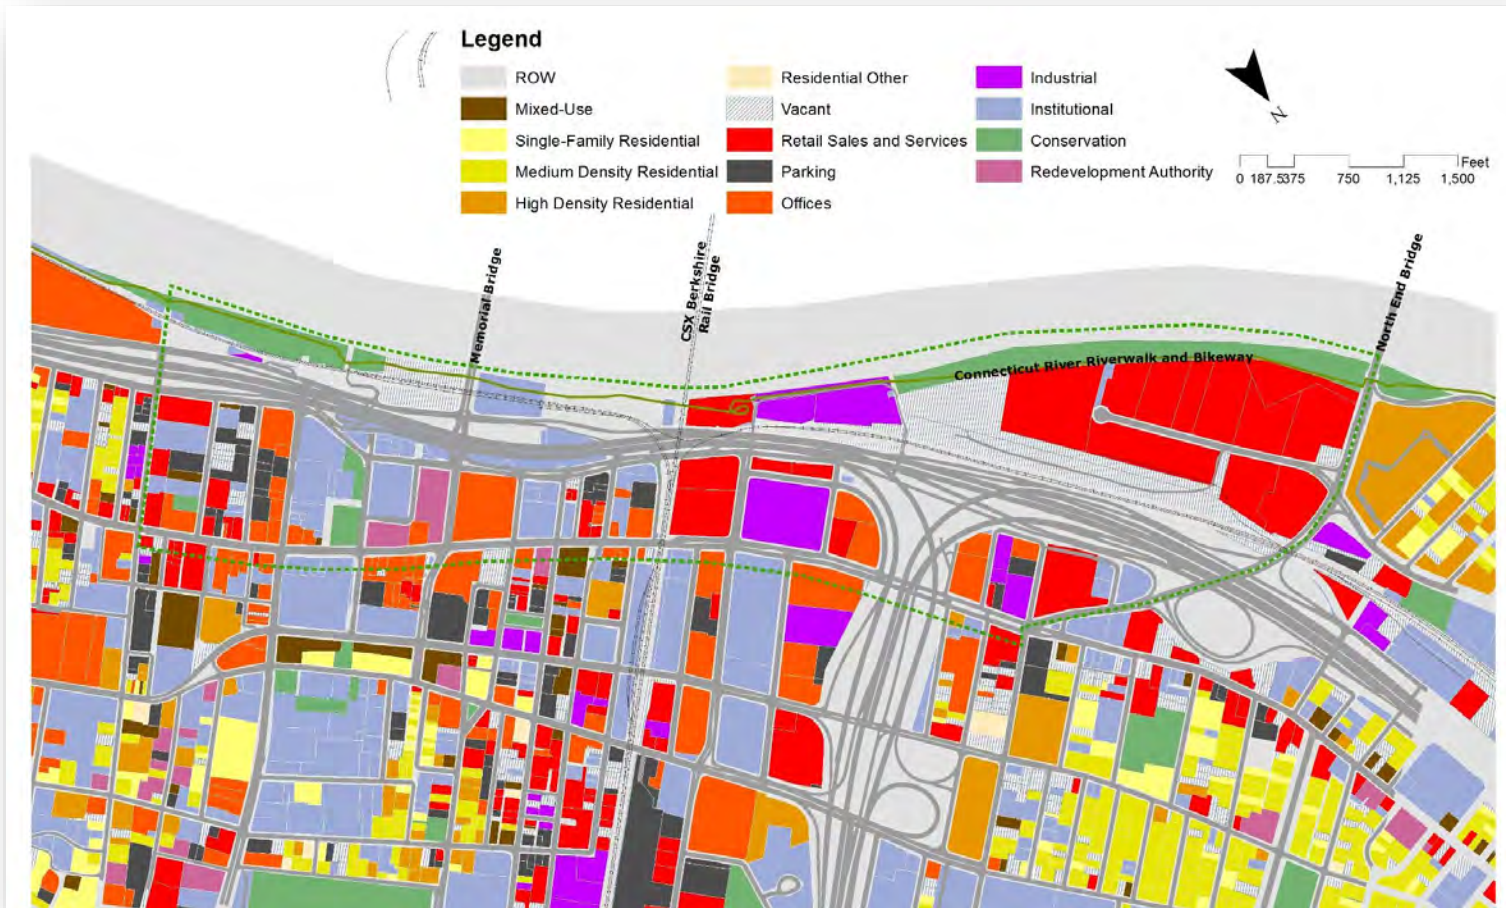 Legend
ROW
Mixed-Use
Single-Family Residential
Medium Density Residential
High Density Residential
Residential Other
Vacant
Retail Sales and Services
Parking
Offices
Industrial
Institutional
Conservation
Redevelopment Authority
N
Feet
0 187.5375 750 1,125 1,500
Memorial Bridge
CSX Berkshire
Rail Bridge
North End Bridge
Connecticut River Riverwalk and Bikeway